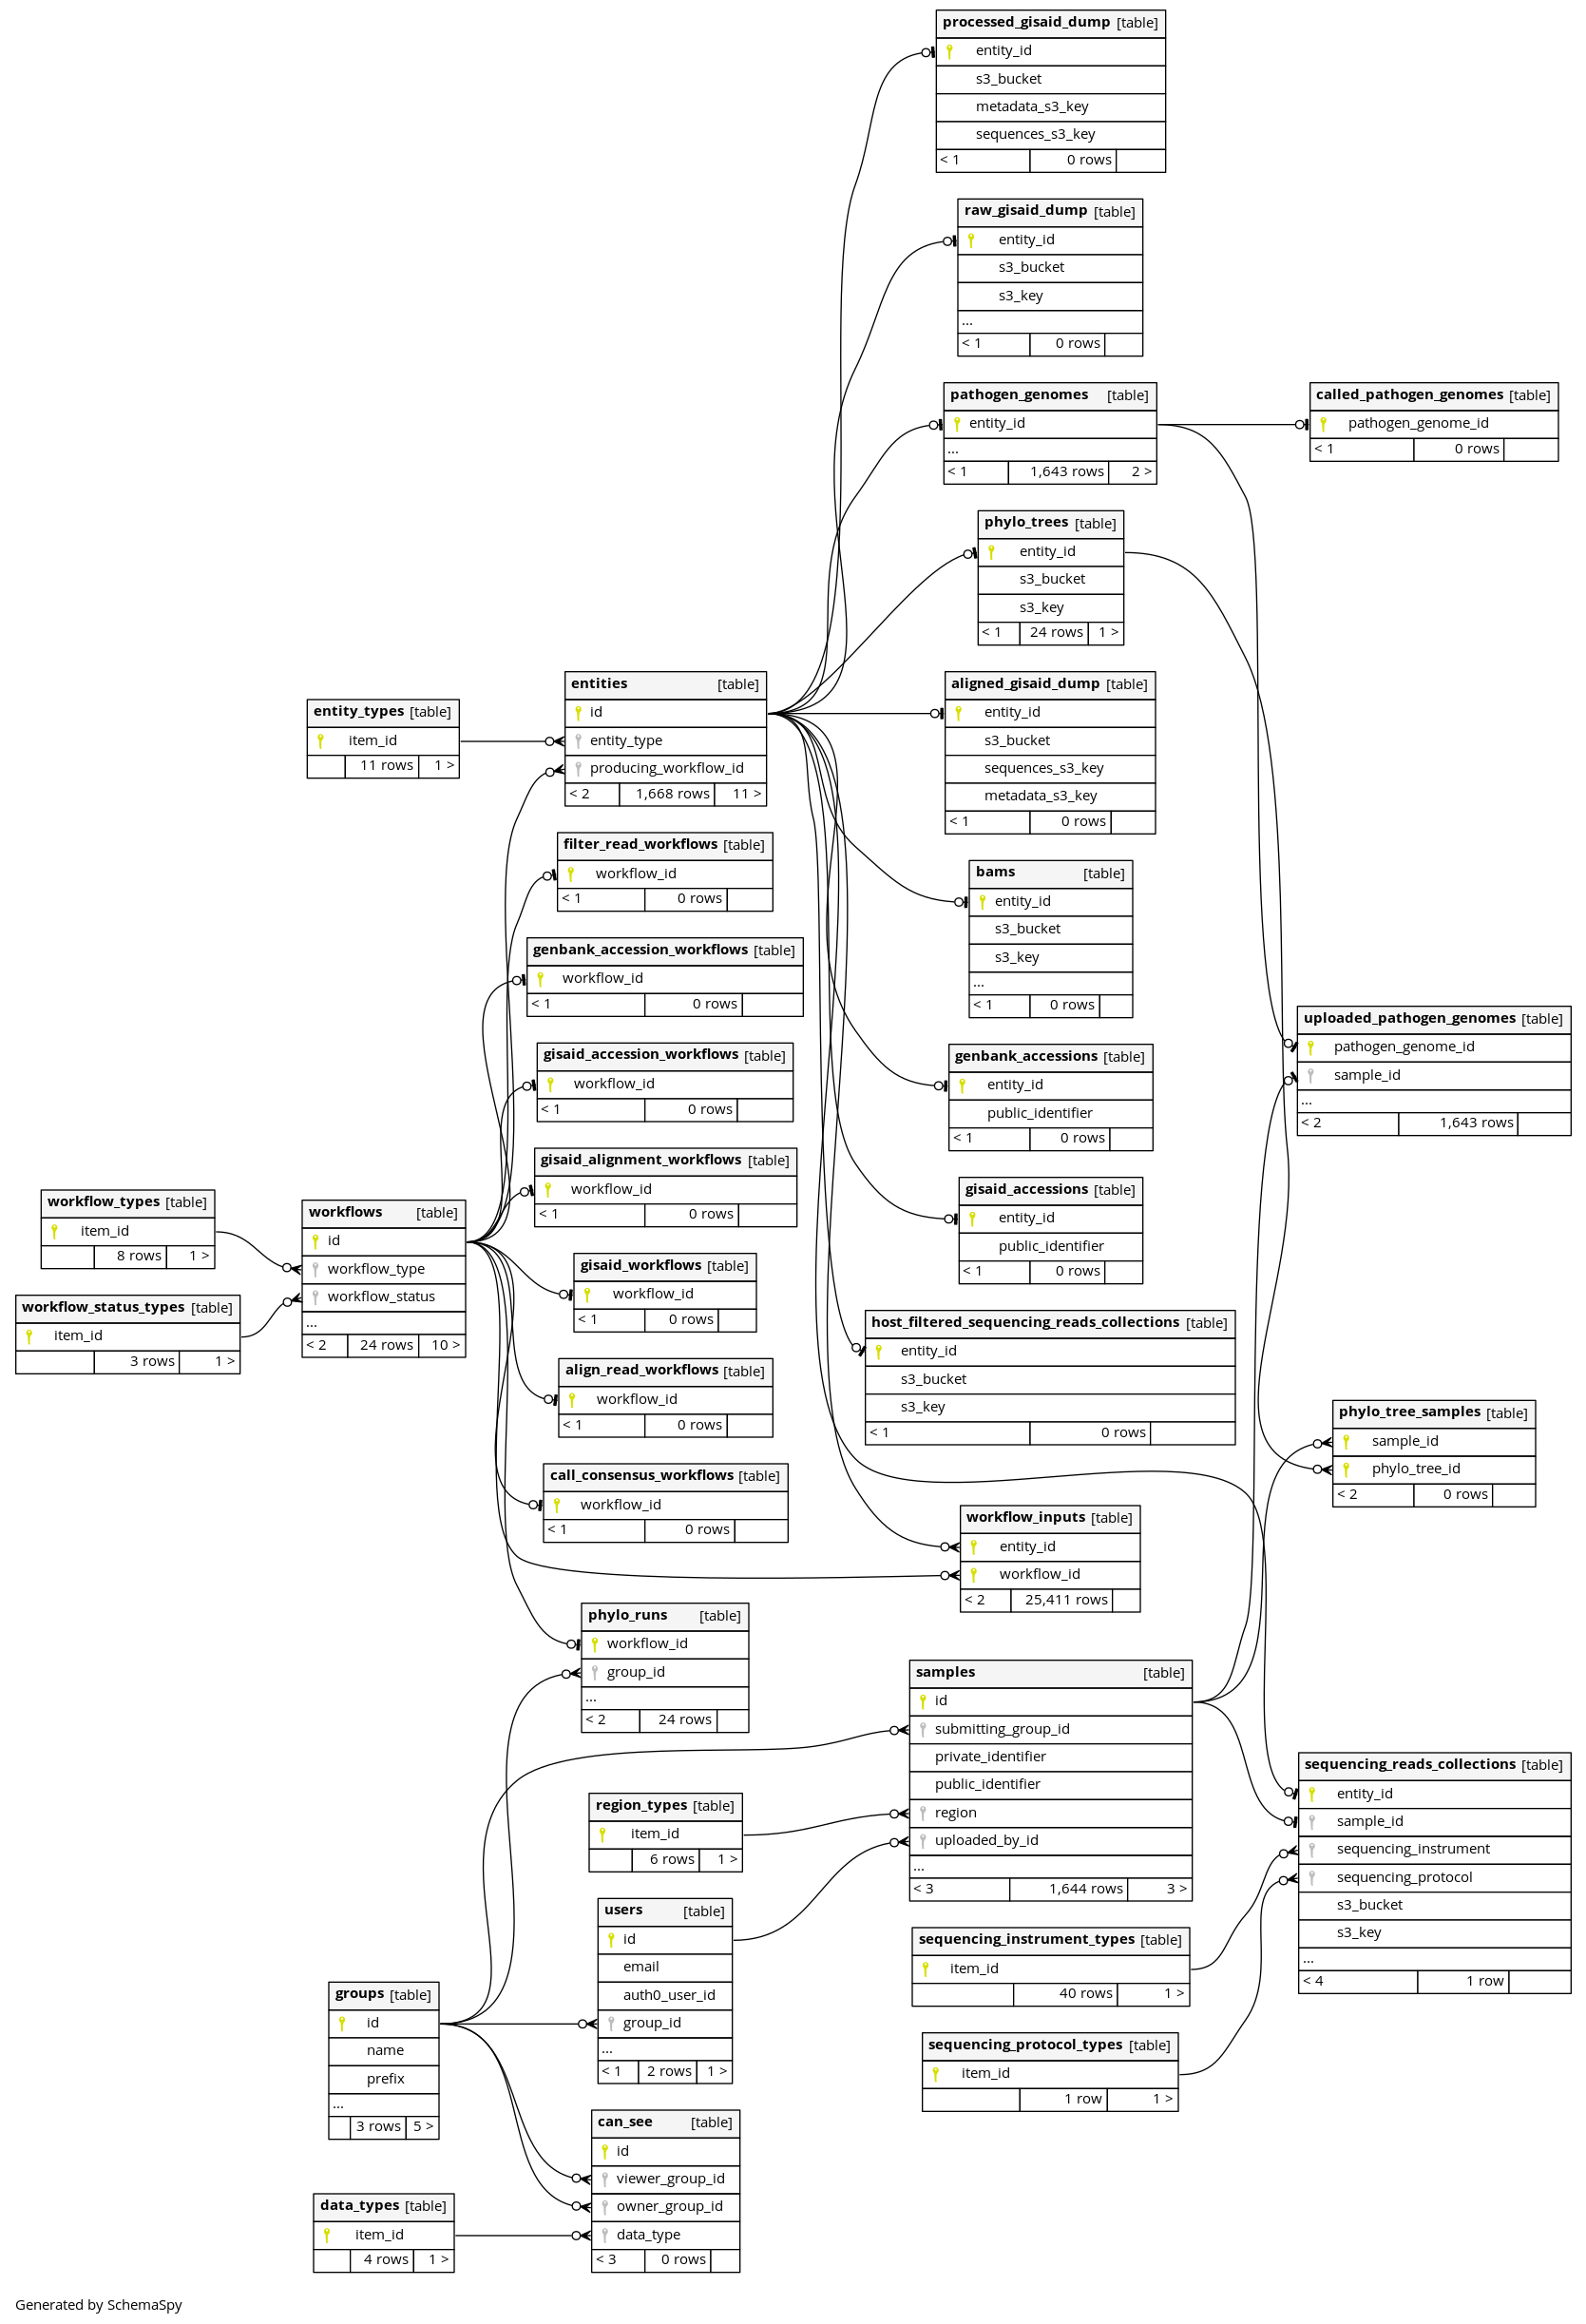 processed_gisaid_dump [table]
entity_id
s3_bucket
metadata_s3_key
sequences_s3_key
< 1 0 rows
raw_gisaid_dump [table]
entity_id
s3_bucket
s3_key
...
< 1 0 rows
pathogen_genomes [table]
entity_id
...
< 1 1,643 rows 2 >
called_pathogen_genomes [table]
pathogen_genome_id
< 1 0 rows
phylo_trees [table]
entity_id
s3_bucket
s3_key
< 1 24 rows 1 >
entities [table]
id
entity_type
producing_workflow_id
< 2 1,668 rows 11 >
entity_types [table]
item_id
11 rows 1 >
aligned_gisaid_dump [table]
entity_id
s3_bucket
sequences_s3_key
metadata_s3_key
< 1 0 rows
filter_read_workflows [table]
workflow_id
< 1 0 rows
bams [table]
entity_id
s3_bucket
s3_key
...
< 1 0 rows
genbank_accession_workflows [table]
workflow_id
< 1 0 rows
uploaded_pathogen_genomes [table]
pathogen_genome_id
sample_id
...
< 2 1,643 rows
gisaid_accession_workflows [table]
workflow_id
< 1 0 rows
genbank_accessions [table]
entity_id
public_identifier
< 1 0 rows
gisaid_alignment_workflows [table]
workflow_id
< 1 0 rows
gisaid_accessions [table]
entity_id
public_identifier
< 1 0 rows
workflow_types [table]
item_id
8 rows 1 >
workflows [table]
id
workflow_type
workflow_status
...
< 2 24 rows 10 >
workflow_status_types [table]
item_id
3 rows 1 >
gisaid_workflows [table]
workflow_id
< 1 0 rows
host_filtered_sequencing_reads_collections [table]
entity_id
s3_bucket
s3_key
< 1 0 rows
align_read_workflows [table]
workflow_id
< 1 0 rows
phylo_tree_samples [table]
sample_id
phylo_tree_id
< 2 0 rows
call_consensus_workflows [table]
workflow_id
< 1 0 rows
workflow_inputs [table]
entity_id
workflow_id
< 2 25,411 rows
phylo_runs [table]
workflow_id
group_id
...
< 2 24 rows
samples [table]
id
submitting_group_id
private_identifier
public_identifier
region
uploaded_by_id
...
< 3 1,644 rows 3 >
sequencing_reads_collections [table]
entity_id
sample_id
sequencing_instrument
sequencing_protocol
s3_bucket
s3_key
...
< 4 1 row
region_types [table]
item_id
6 rows 1 >
users [table]
id
email
auth0_user_id
group_id
...
< 1 2 rows 1 >
sequencing_instrument_types [table]
item_id
40 rows 1 >
groups [table]
id
name
prefix
...
3 rows 5 >
sequencing_protocol_types [table]
item_id
1 row 1 >
can_see [table]
id
viewer_group_id
owner_group_id
data_type
< 3 0 rows
data_types [table]
item_id
4 rows 1 >
Generated by SchemaSpy